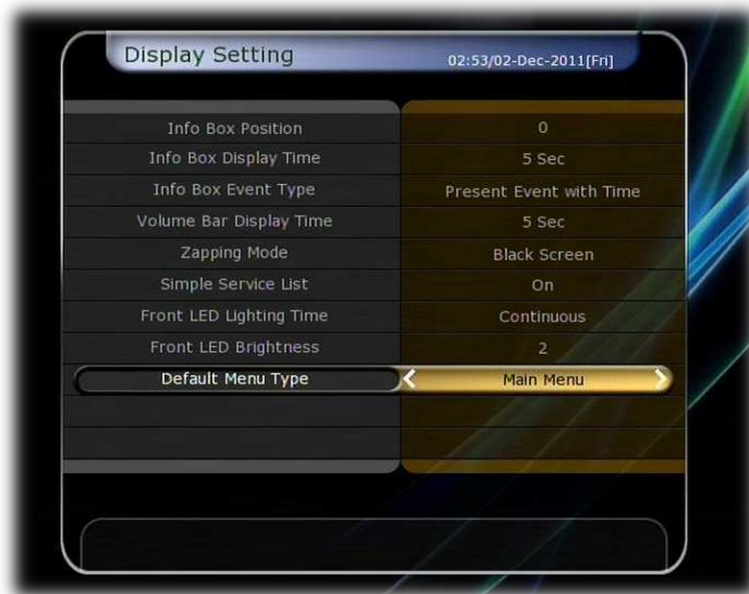 Display Setting 02:53/02-Dec-2011[Fri]
Info Box Position 0
Info Box Display Time 5 Sec
Info Box Event Type Present Event with Time
Volume Bar Display Time 5 Sec
Zapping Mode Black Screen
Simple Service List On
Front LED Lighting Time Continuous
Front LED Brightness 2
Default Menu Type Main Menu